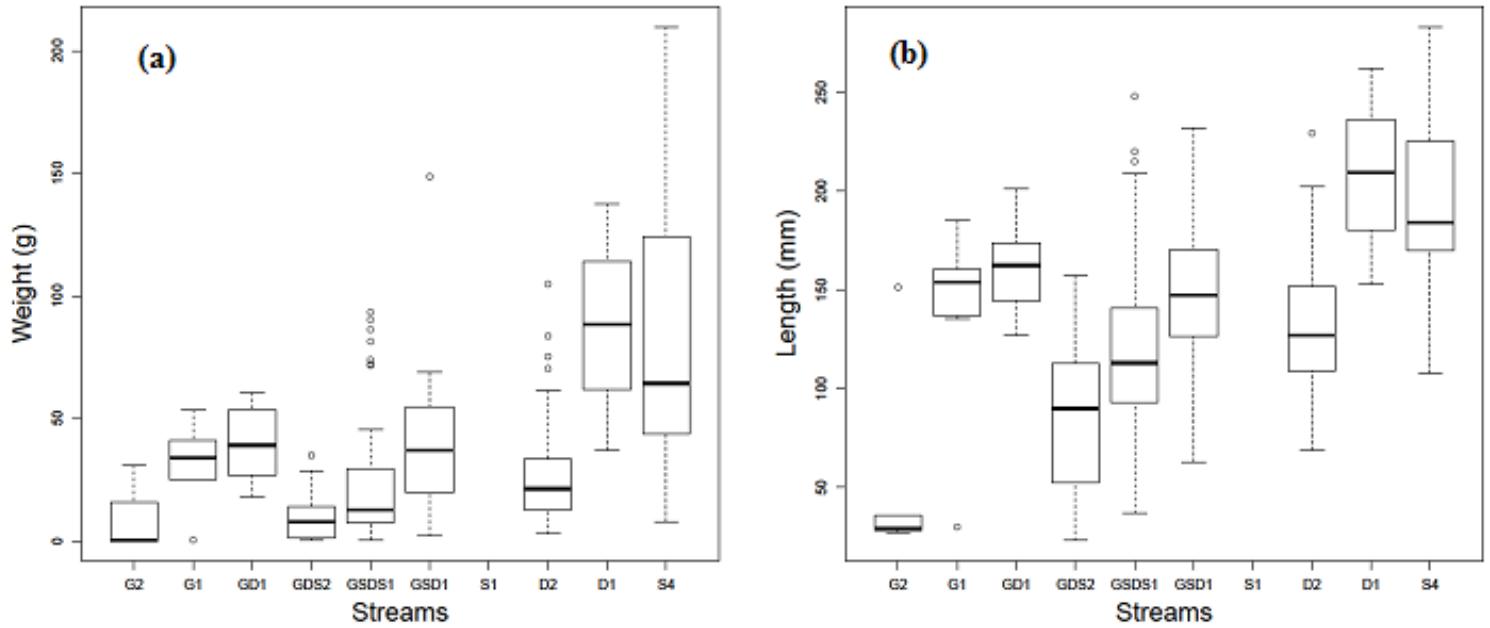 (a)
Weight (g)
200
150
100
50
0
G2 G1 GD1 GDS2 GSDS1 GSD1 S1 D2 D1 S4
Streams
(b)
Length (mm)
250
200
150
100
50
G2 G1 GD1 GDS2 GSDS1 GSD1 S1 D2 D1 S4
Streams